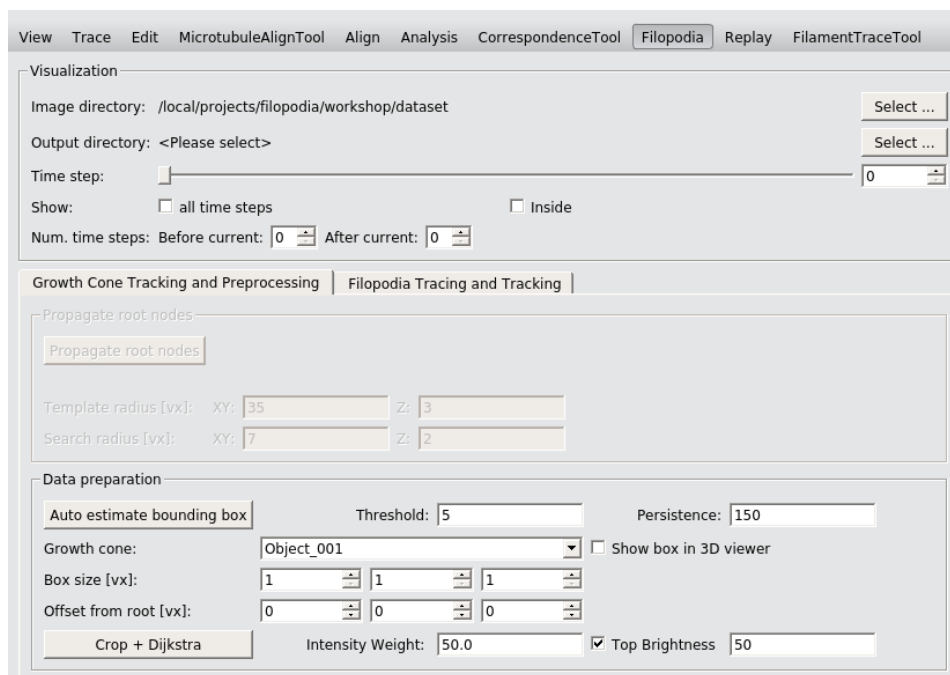 View Trace Edit MicrotubuleAlignTool Align Analysis CorrespondenceTool Filopodia Replay FilamentTraceTool
Visualization
Image directory: /local/projects/filopodia/workshop/dataset Select ...
Output directory: <Please select> Select ...
Time step: 0
Show: all time steps Inside
Num. time steps: Before current: 0 After current: 0
Growth Cone Tracking and Preprocessing Filopodia Tracing and Tracking
Propagate root nodes
Propagate root nodes
Template radius [vx]: XY: 35 Z: 3
Search radius [vx]: XY: 7 Z: 2
Data preparation
Auto estimate bounding box Threshold: 5 Persistence: 150
Growth cone: Object_001 Show box in 3D viewer
Box size [vx]: 1 1 1
Offset from root [vx]: 0 0 0
Crop + Dijkstra Intensity Weight: 50.0 Top Brightness 50